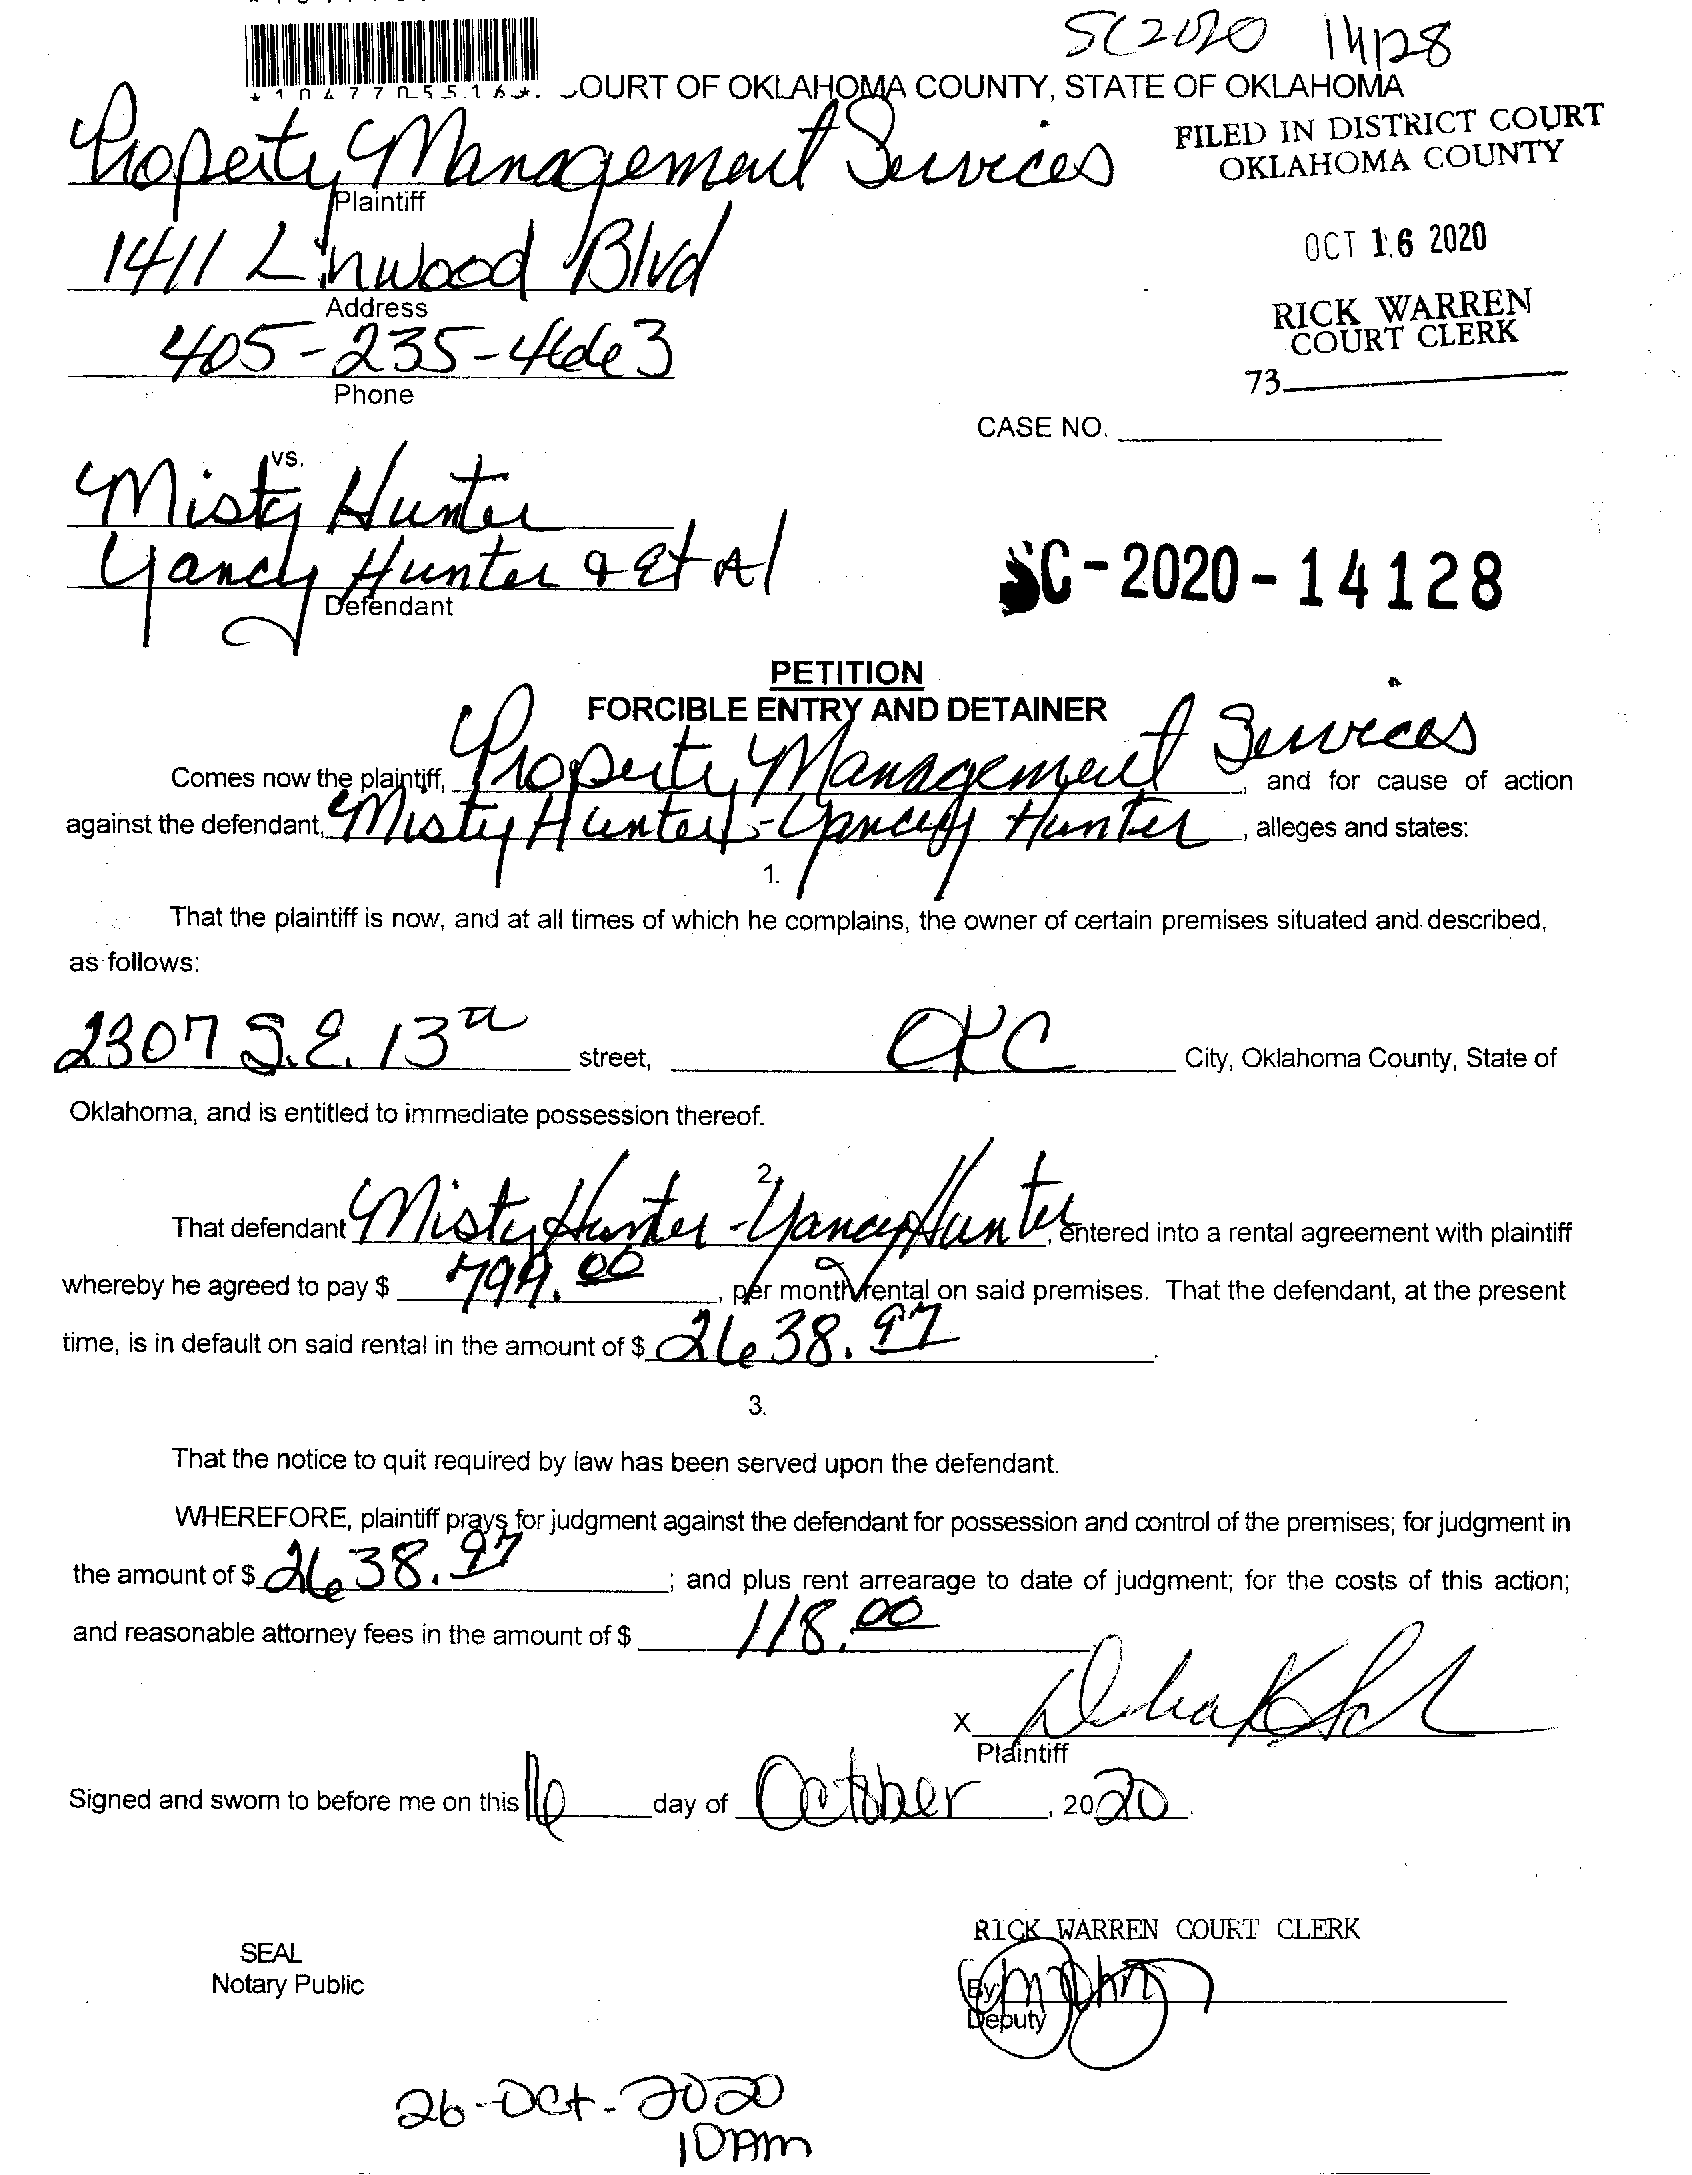 SC2020 14128
*1047705516*
COURT OF OKLAHOMA COUNTY, STATE OF OKLAHOMA
FILED IN DISTRICT COURT
OKLAHOMA COUNTY
Property Management Services
Plaintiff
OCT 16 2020
1411 Linwood Blvd
Address
RICK WARREN
COURT CLERK
405-235-4663
Phone
73
CASE NO.
vs.
Misty Hunter
Yancy Hunter & Et Al
Defendant
SC-2020-14128
PETITION
FORCIBLE ENTRY AND DETAINER
Comes now the plaintiff, Property Management Services, and for cause of action
against the defendant, Misty Hunter - Yancey Hunter, alleges and states:
1.
That the plaintiff is now, and at all times of which he complains, the owner of certain premises situated and described,
as follows:
2307 S.E. 13th street, OKC City, Oklahoma County, State of
Oklahoma, and is entitled to immediate possession thereof.
2.
That defendant Misty Hunter - Yancy Hunter, entered into a rental agreement with plaintiff
whereby he agreed to pay $ .00, per month rental on said premises. That the defendant, at the present
time, is in default on said rental in the amount of $ 2638.97.
3.
That the notice to quit required by law has been served upon the defendant.
WHEREFORE, plaintiff prays for judgment against the defendant for possession and control of the premises; for judgment in
the amount of $ 2638.97; and plus rent arrearage to date of judgment; for the costs of this action;
and reasonable attorney fees in the amount of $ 118.00
x
Plaintiff
Signed and sworn to before me on this 16 day of October, 2020.
RICK WARREN COURT CLERK
SEAL
Notary Public
By
Deputy
26-Oct-2020
10AM